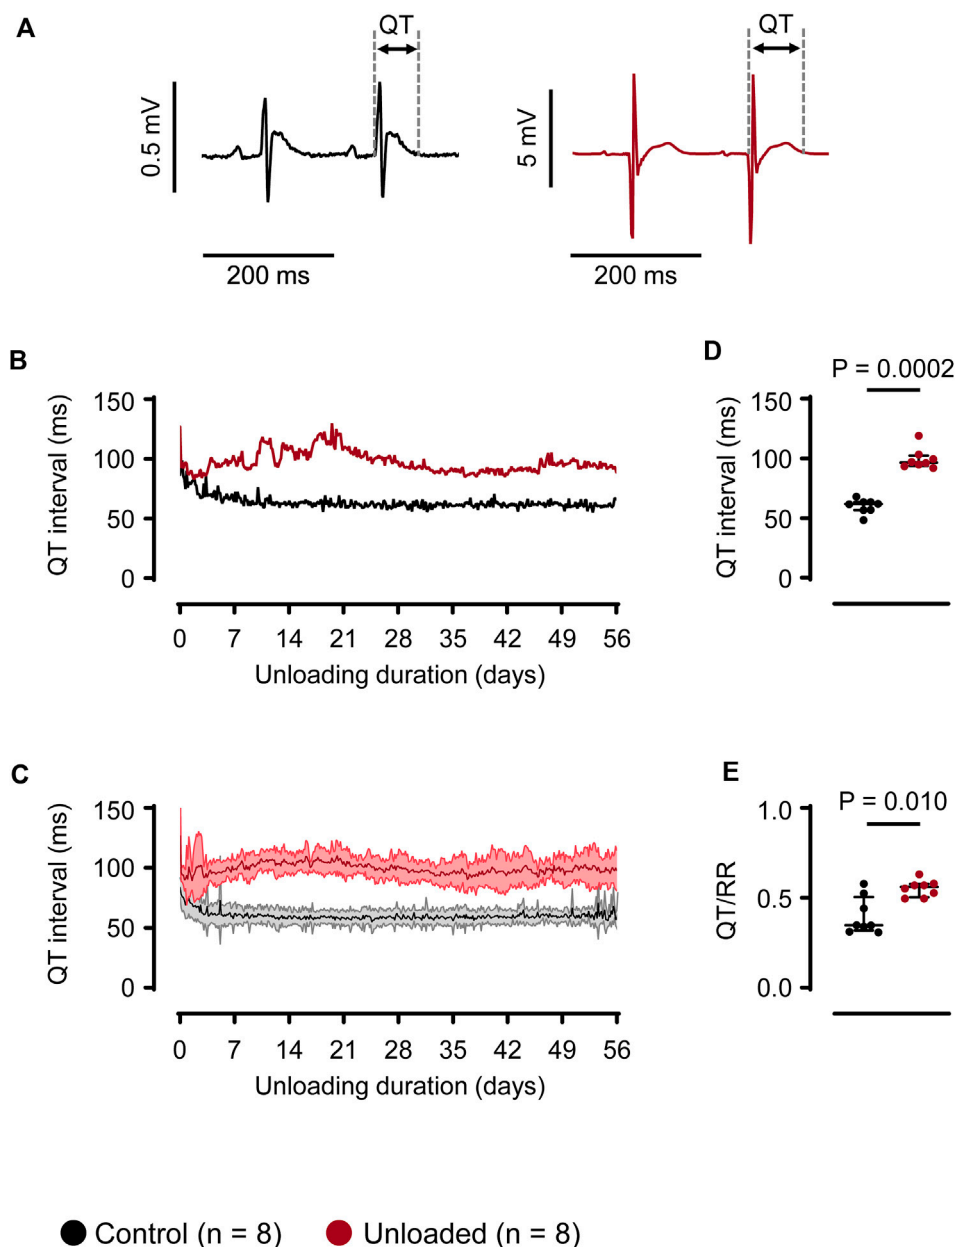 A
QT
QT
0.5 mV
5 mV
200 ms
200 ms
B
QT interval (ms)
150
100
50
0
0 7 14 21 28 35 42 49 56
Unloading duration (days)
D
P = 0.0002
QT interval (ms)
150
100
50
0
C
QT interval (ms)
150
100
50
0
0 7 14 21 28 35 42 49 56
Unloading duration (days)
E
P = 0.010
QT/RR
1.0
0.5
0.0
Control (n = 8) Unloaded (n = 8)